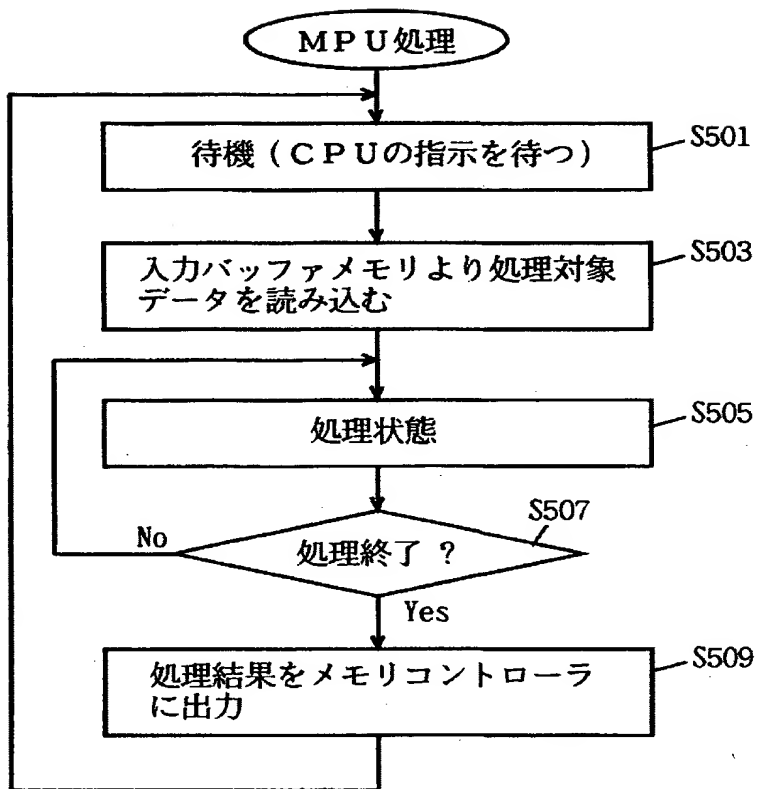 MPU処理
待機(CPUの指示を待つ)
S501
入力バッファメモリより処理対象
データを読み込む
S503
処理状態
S505
処理終了 ?
S507
No
Yes
処理結果をメモリコントローラ
に出力
S509